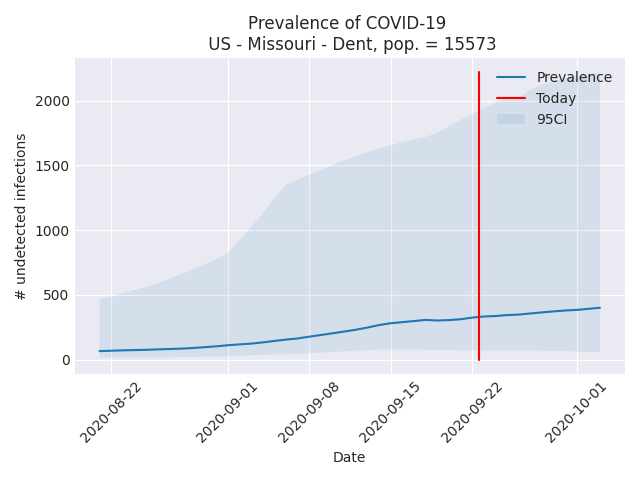 Prevalence of COVID-19
US - Missouri - Dent, pop. = 15573
Prevalence
Today
95CI
# undetected infections
2000
1500
1000
500
0
2020-08-22
2020-09-01
2020-09-08
2020-09-15
2020-09-22
2020-10-01
Date